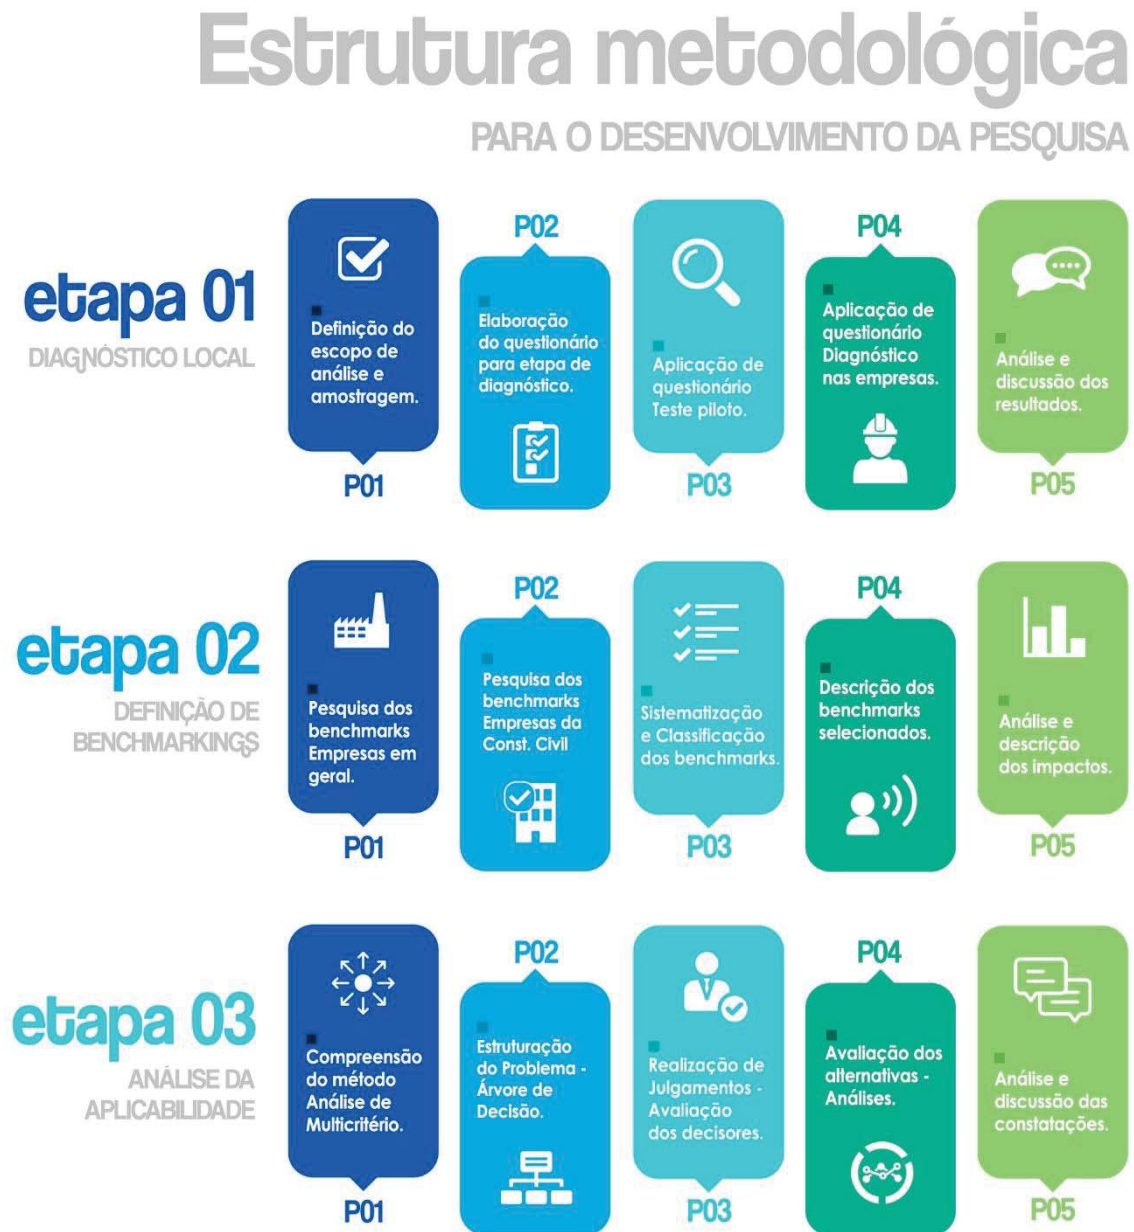 Estrutura metodológica
PARA O DESENVOLVIMENTO DA PESQUISA
etapa 01
DIAGNÓSTICO LOCAL
Definição do
escopo de
análise e
amostragem.
P01
P02
Elaboração
do questionário
para etapa de
diagnóstico.
Aplicação de
questionário
Teste piloto.
P03
P04
Aplicação de
questionário
Diagnóstico
nas empresas.
Análise e
discussão dos
resultados.
P05
etapa 02
DEFINIÇÃO DE
BENCHMARKINGS
Pesquisa dos
benchmarks
Empresas em
geral.
P01
P02
Pesquisa dos
benchmarks
Empresas da
Const. Civil
Sistematização
e Classificação
dos benchmarks.
P03
P04
Descrição dos
benchmarks
selecionados.
Análise e
descrição
dos impactos.
P05
etapa 03
ANÁLISE DA
APLICABILIDADE
Compreensão
do método
Análise de
Multicritério.
P01
P02
Estruturação
do Problema -
Árvore de
Decisão.
Realização de
Julgamentos -
Avaliação
dos decisores.
P03
P04
Avaliação dos
alternativas -
Análises.
Análise e
discussão das
constatações.
P05